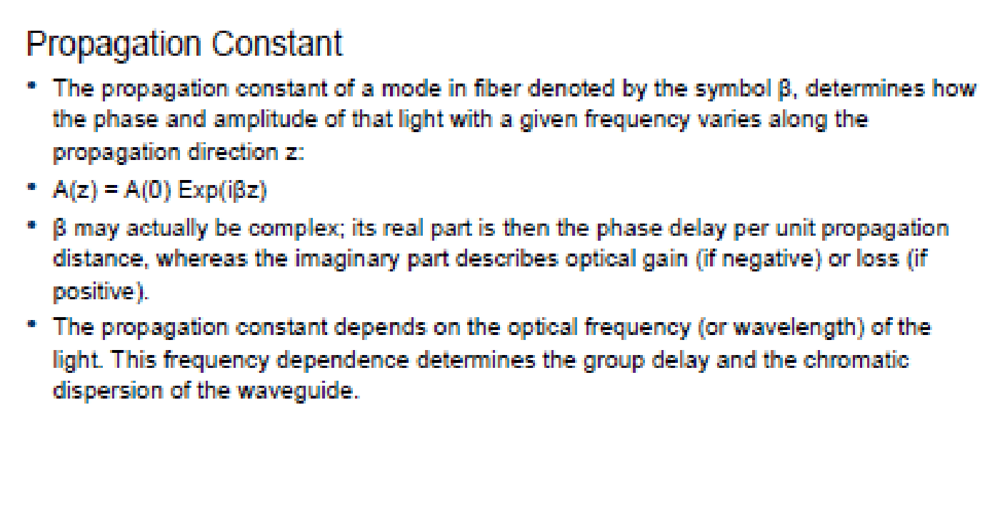 Propagation Constant
• The propagation constant of a mode in fiber denoted by the symbol β, determines how
the phase and amplitude of that light with a given frequency varies along the
propagation direction z:
• A(z) = A(0) Exp(iβz)
• β may actually be complex; its real part is then the phase delay per unit propagation
distance, whereas the imaginary part describes optical gain (if negative) or loss (if
positive).
• The propagation constant depends on the optical frequency (or wavelength) of the
light. This frequency dependence determines the group delay and the chromatic
dispersion of the waveguide.